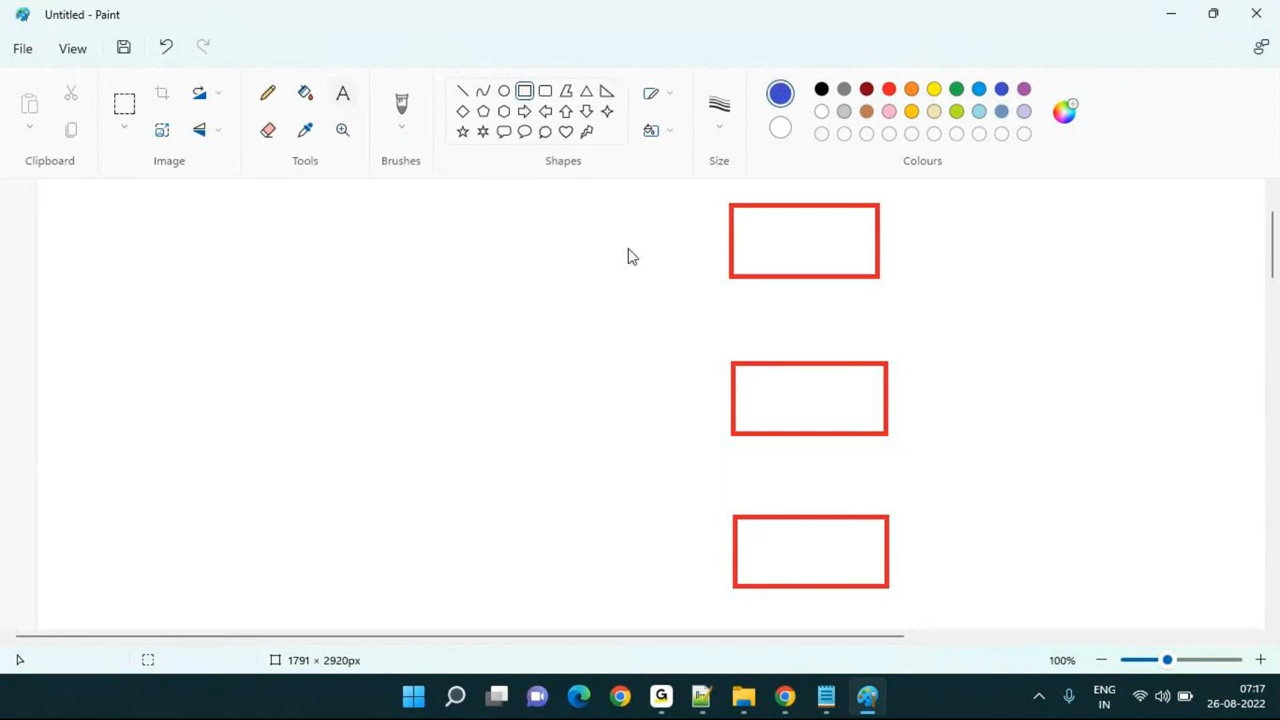 Untitled - Paint
File View
Clipboard Image Tools Brushes Shapes Size Colours
1791 × 2920px 100%
ENG 07:17
IN 26-08-2022